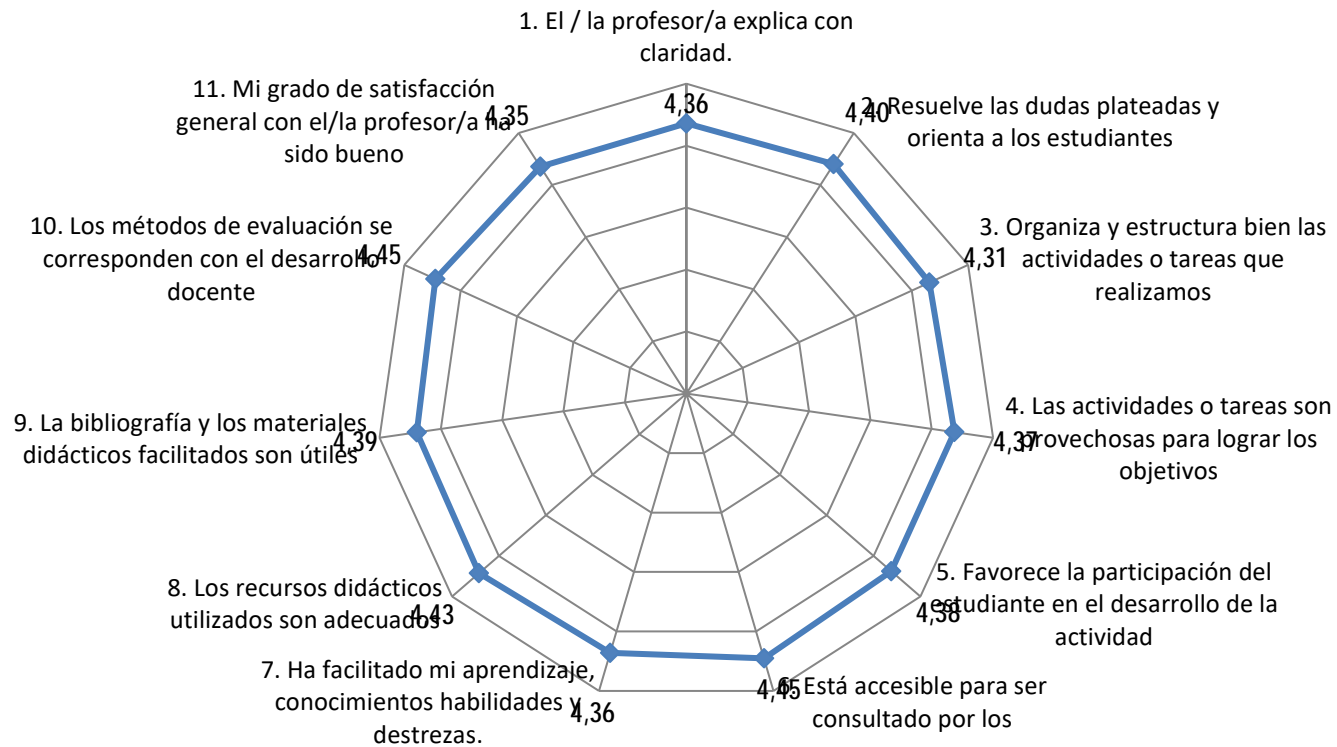 1. El / la profesor/a explica con
claridad.
4,36
2. Resuelve las dudas plateadas y
orienta a los estudiantes
4,40
3. Organiza y estructura bien las
actividades o tareas que
realizamos
4,31
4. Las actividades o tareas son
provechosas para lograr los
objetivos
4,37
5. Favorece la participación del
estudiante en el desarrollo de la
actividad
4,38
6. Está accesible para ser
consultado por los
4,45
7. Ha facilitado mi aprendizaje,
conocimientos habilidades y
destrezas.
4,36
8. Los recursos didácticos
utilizados son adecuados
4,43
9. La bibliografía y los materiales
didácticos facilitados son útiles
4,39
10. Los métodos de evaluación se
corresponden con el desarrollo
docente
4,45
11. Mi grado de satisfacción
general con el/la profesor/a ha
sido bueno
4,35